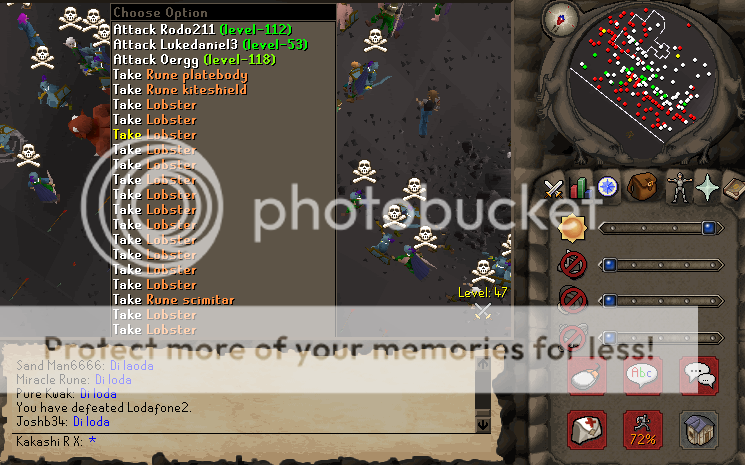 Choose Option
Attack Rodo211 (level-112)
Attack Lukedaniel3 (level-53)
Attack Oergg (level-118)
Take Rune platebody
Take Rune kiteshield
Take Lobster
Take Lobster
Take Lobster
Take Lobster
Take Lobster
Take Lobster
Take Lobster
Take Lobster
Take Lobster
Take Lobster
Take Lobster
Take Lobster
Take Lobster
Take Rune scimitar
Take Lobster
Take Lobster
photobucket
Level: 47
Protect more of your memories for less!
Sand Man6666: Di laoda
Miracle Rune: Di loda
Pure Kwak: Di loda
You have defeated Lodafone2.
Joshb34: Di loda
Kakashi R X: *
Abc
72%